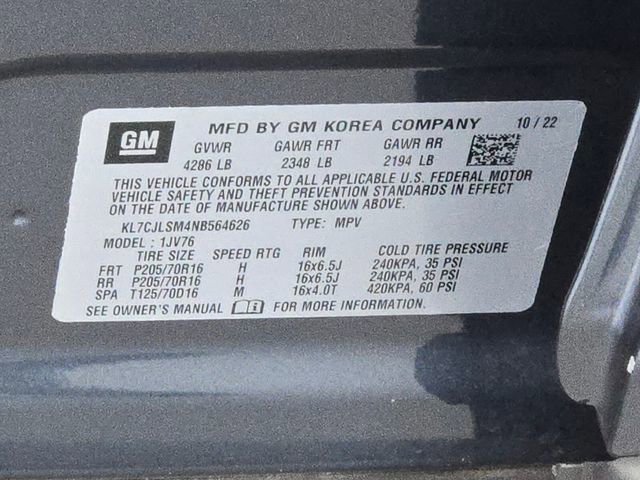 GM MFD BY GM KOREA COMPANY 10 / 22
GVWR GAWR FRT GAWR RR
4286 LB 2348 LB 2194 LB
THIS VEHICLE CONFORMS TO ALL APPLICABLE U.S. FEDERAL MOTOR
VEHICLE SAFETY AND THEFT PREVENTION STANDARDS IN EFFECT
ON THE DATE OF MANUFACTURE SHOWN ABOVE.
KL7CJLSM4NB564626 TYPE: MPV
MODEL: 1JV76
TIRE SIZE SPEED RTG RIM COLD TIRE PRESSURE
FRT P205/70R16 H 16x6.5J 240KPA, 35 PSI
RR P205/70R16 H 16x6.5J 240KPA, 35 PSI
SPA T125/70D16 M 16x4.0T 420KPA, 60 PSI
SEE OWNER'S MANUAL FOR MORE INFORMATION.